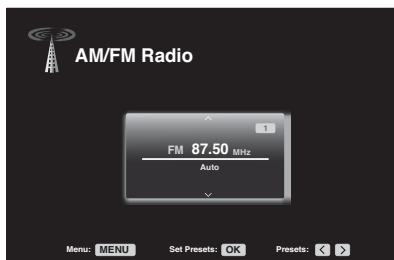 AM/FM Radio
1
FM 87.50 MHz
Auto
Menu: MENU Set Presets: OK Presets: < >